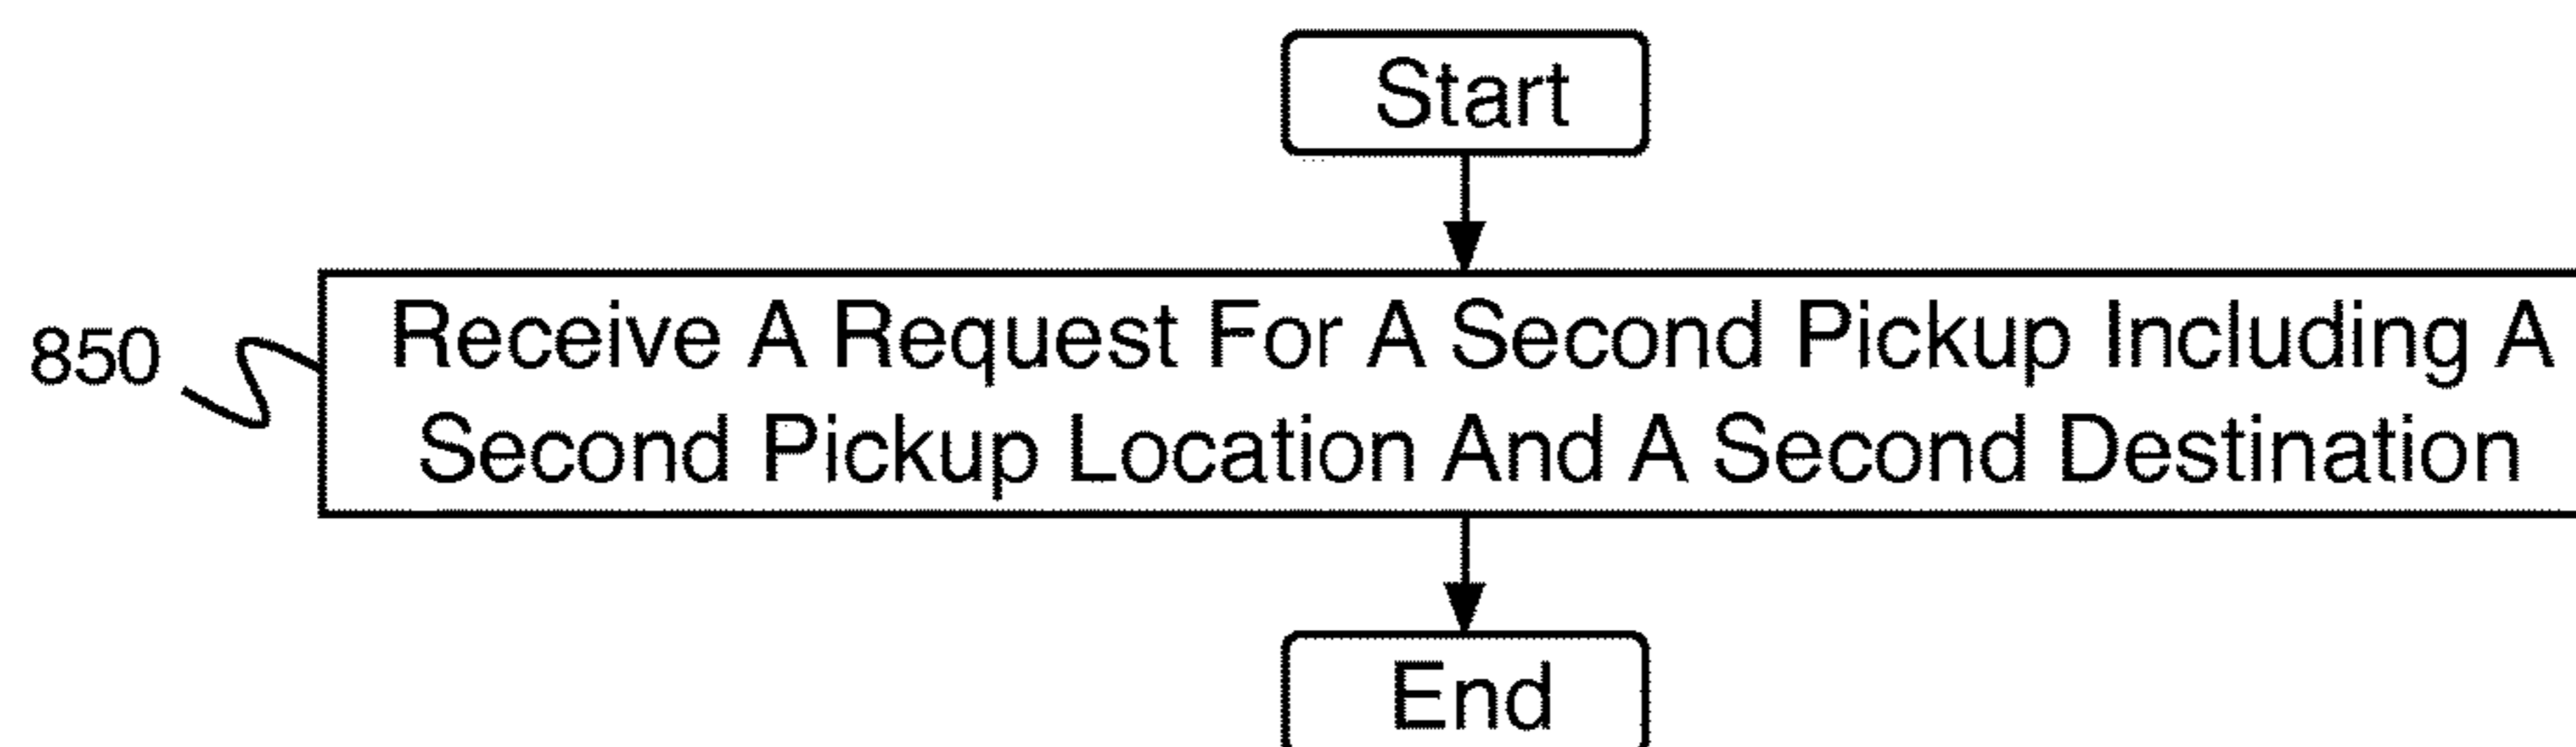 Start
850
Receive A Request For A Second Pickup Including A
Second Pickup Location And A Second Destination
End